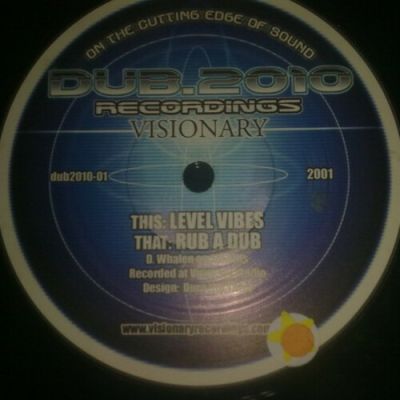 ON THE CUTTING EDGE OF SOUND
DUB.2010
RECORDINGS
VISIONARY
dub2010-01
2001
THIS: LEVEL VIBES
THAT: RUB A DUB
D. Whalen
Recorded at
Design:
www.visionaryrecordings.com